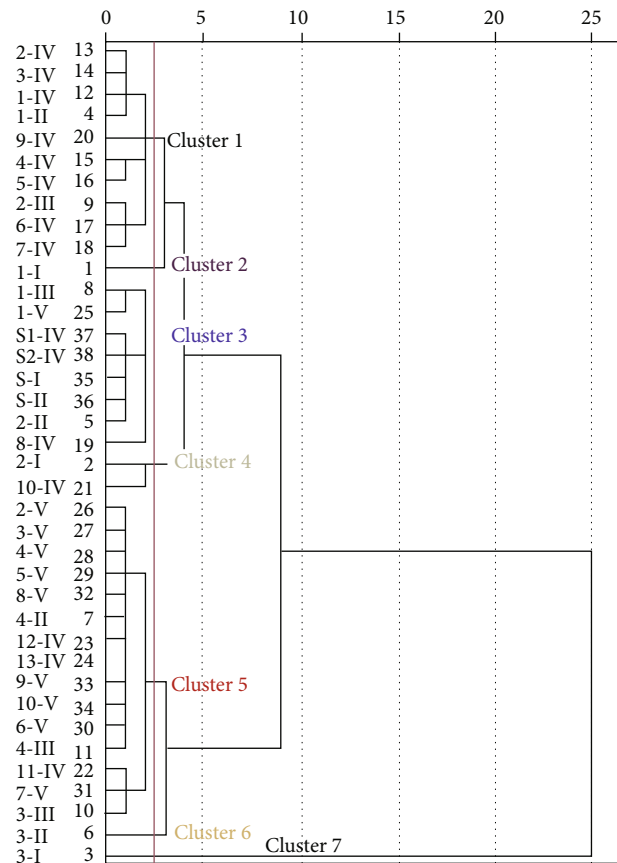 0 5 10 15 20 25
2-IV 13
3-IV 14
1-IV 12
1-II 4
9-IV 20 Cluster 1
4-IV 15
5-IV 16
2-III 9
6-IV 17
7-IV 18
1-I 1 Cluster 2
1-III 8
1-V 25
S1-IV 37 Cluster 3
S2-IV 38
S-I 35
S-II 36
2-II 5
8-IV 19
2-I 2 Cluster 4
10-IV 21
2-V 26
3-V 27
4-V 28
5-V 29
8-V 32
4-II 7
12-IV 23
13-IV 24
9-V 33 Cluster 5
10-V 34
6-V 30
4-III 11
11-IV 22
7-V 31
3-III 10
3-II 6 Cluster 6
3-I 3 Cluster 7